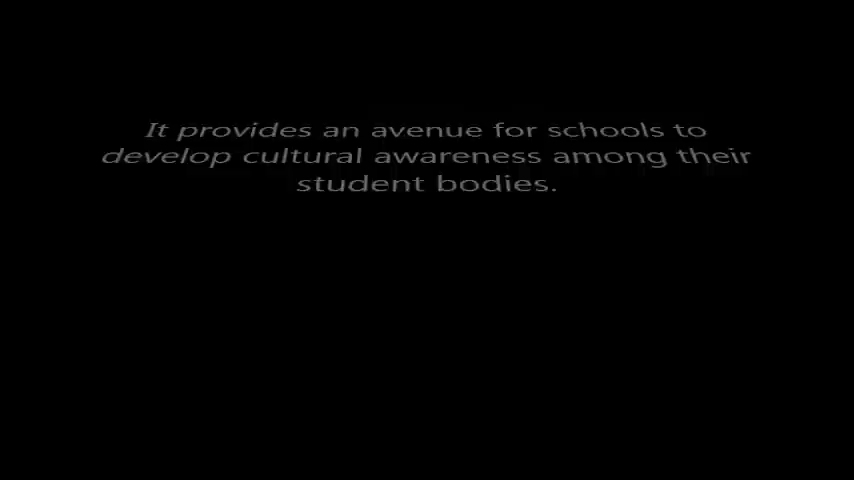 It provides an avenue for schools to
develop cultural awareness among their
student bodies.